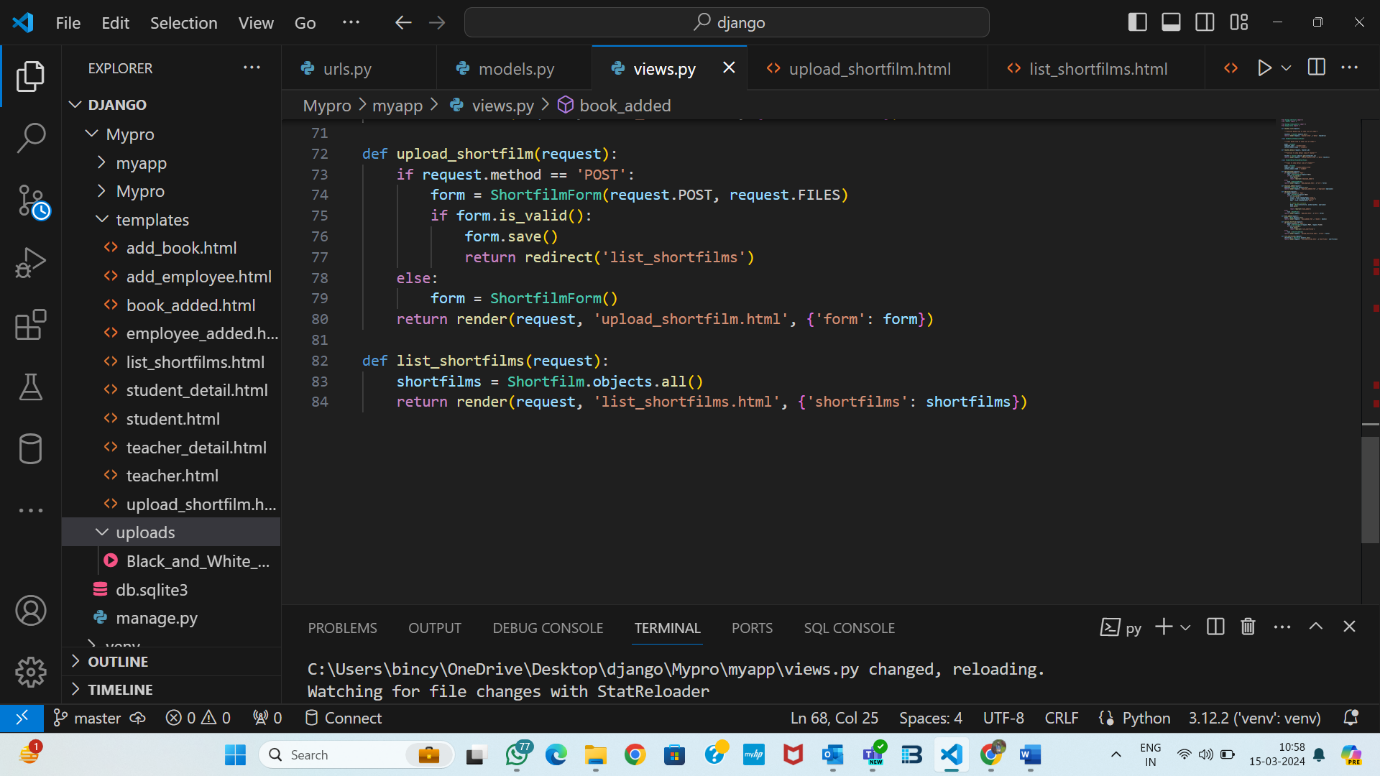 File Edit Selection View Go ··· django
EXPLORER ···
DJANGO
Mypro
myapp
Mypro
templates
add_book.html
add_employee.html
book_added.html
employee_added.h...
list_shortfilms.html
student_detail.html
student.html
teacher_detail.html
teacher.html
upload_shortfilm.h...
uploads
Black_and_White_...
db.sqlite3
manage.py
OUTLINE
TIMELINE
urls.py models.py views.py upload_shortfilm.html list_shortfilms.html
Mypro > myapp > views.py > book_added
71
72 def upload_shortfilm(request):
73 if request.method == 'POST':
74 form = ShortfilmForm(request.POST, request.FILES)
75 if form.is_valid():
76 form.save()
77 return redirect('list_shortfilms')
78 else:
79 form = ShortfilmForm()
80 return render(request, 'upload_shortfilm.html', {'form': form})
81
82 def list_shortfilms(request):
83 shortfilms = Shortfilm.objects.all()
84 return render(request, 'list_shortfilms.html', {'shortfilms': shortfilms})
PROBLEMS OUTPUT DEBUG CONSOLE TERMINAL PORTS SQL CONSOLE py
C:\Users\bincy\OneDrive\Desktop\django\Mypro\myapp\views.py changed, reloading.
Watching for file changes with StatReloader
master 0 0 0 Connect Ln 68, Col 25 Spaces: 4 UTF-8 CRLF Python 3.12.2 ('venv': venv)
1 Search 77 NEW ENG IN 10:58 15-03-2024 PRE